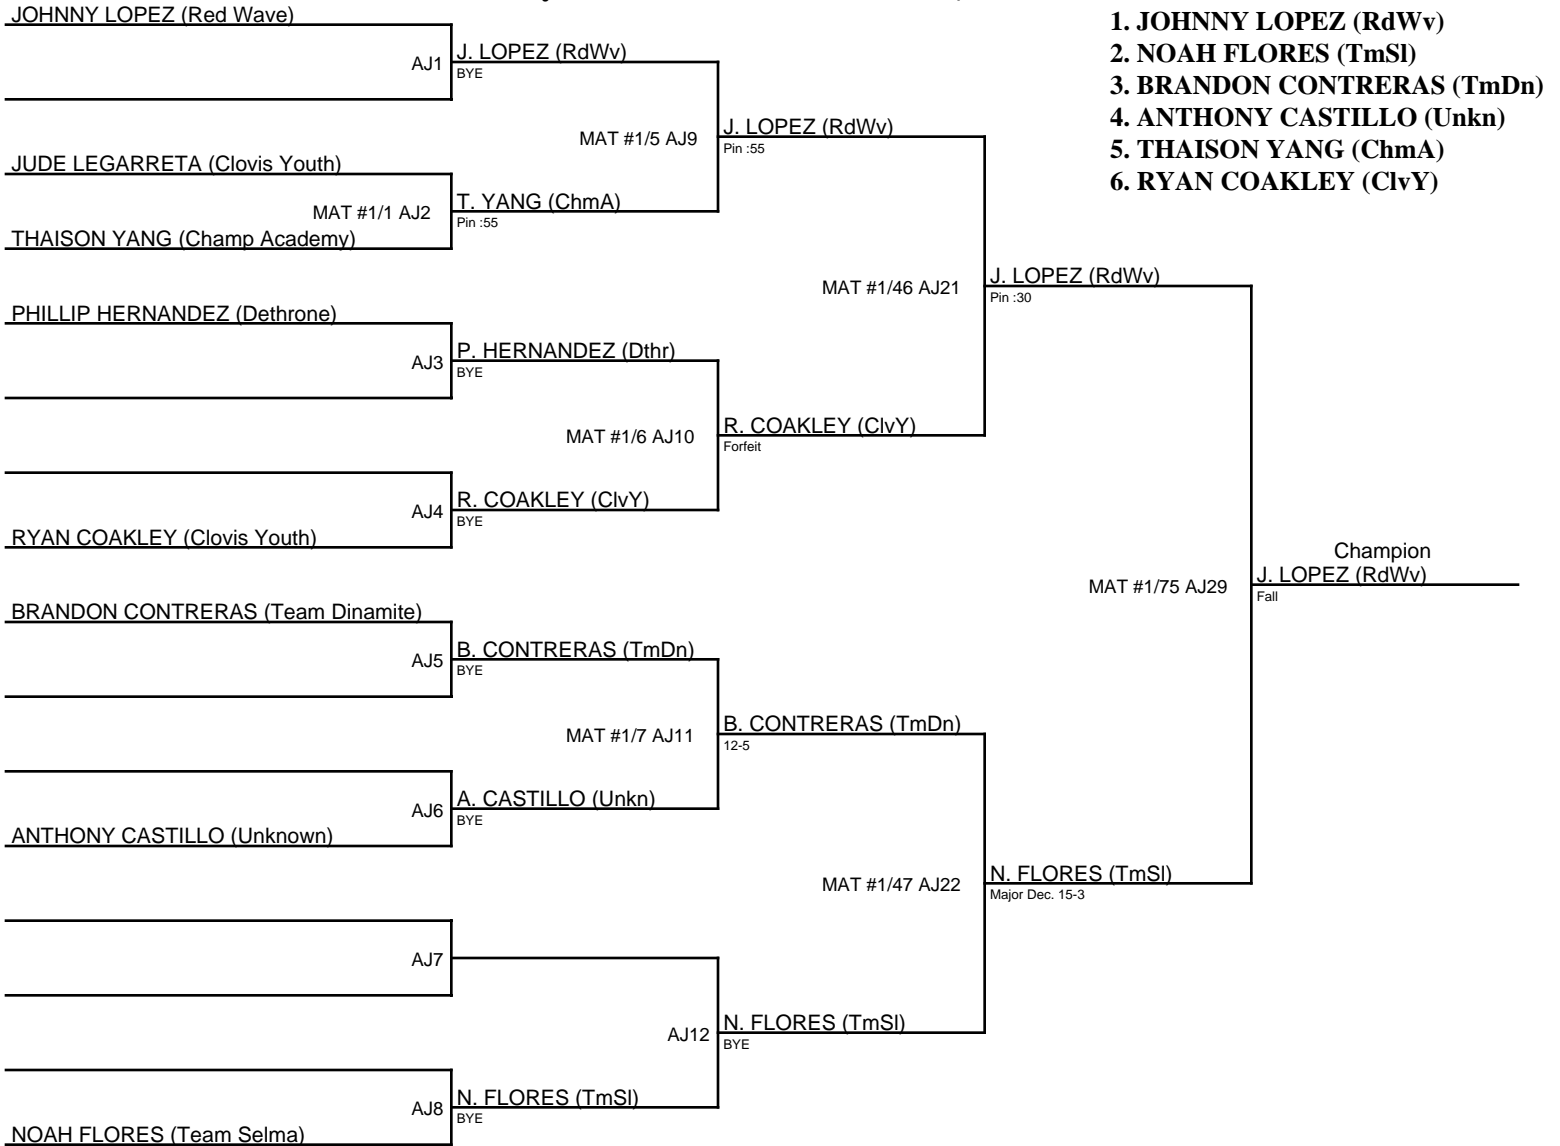 JOHNNY LOPEZ (Red Wave)
1. JOHNNY LOPEZ (RdWv)
2. NOAH FLORES (TmSl)
3. BRANDON CONTRERAS (TmDn)
4. ANTHONY CASTILLO (Unkn)
5. THAISON YANG (ChmA)
6. RYAN COAKLEY (ClvY)
AJ1
J. LOPEZ (RdWv)
BYE
MAT #1/5 AJ9
J. LOPEZ (RdWv)
Pin :55
JUDE LEGARRETA (Clovis Youth)
MAT #1/1 AJ2
T. YANG (ChmA)
Pin :55
THAISON YANG (Champ Academy)
MAT #1/46 AJ21
J. LOPEZ (RdWv)
Pin :30
PHILLIP HERNANDEZ (Dethrone)
AJ3
P. HERNANDEZ (Dthr)
BYE
MAT #1/6 AJ10
R. COAKLEY (ClvY)
Forfeit
AJ4
R. COAKLEY (ClvY)
BYE
RYAN COAKLEY (Clovis Youth)
MAT #1/75 AJ29
Champion
J. LOPEZ (RdWv)
Fall
BRANDON CONTRERAS (Team Dinamite)
AJ5
B. CONTRERAS (TmDn)
BYE
MAT #1/7 AJ11
B. CONTRERAS (TmDn)
12-5
AJ6
A. CASTILLO (Unkn)
BYE
ANTHONY CASTILLO (Unknown)
MAT #1/47 AJ22
N. FLORES (TmSl)
Major Dec. 15-3
AJ7
AJ12
N. FLORES (TmSl)
BYE
AJ8
N. FLORES (TmSl)
BYE
NOAH FLORES (Team Selma)